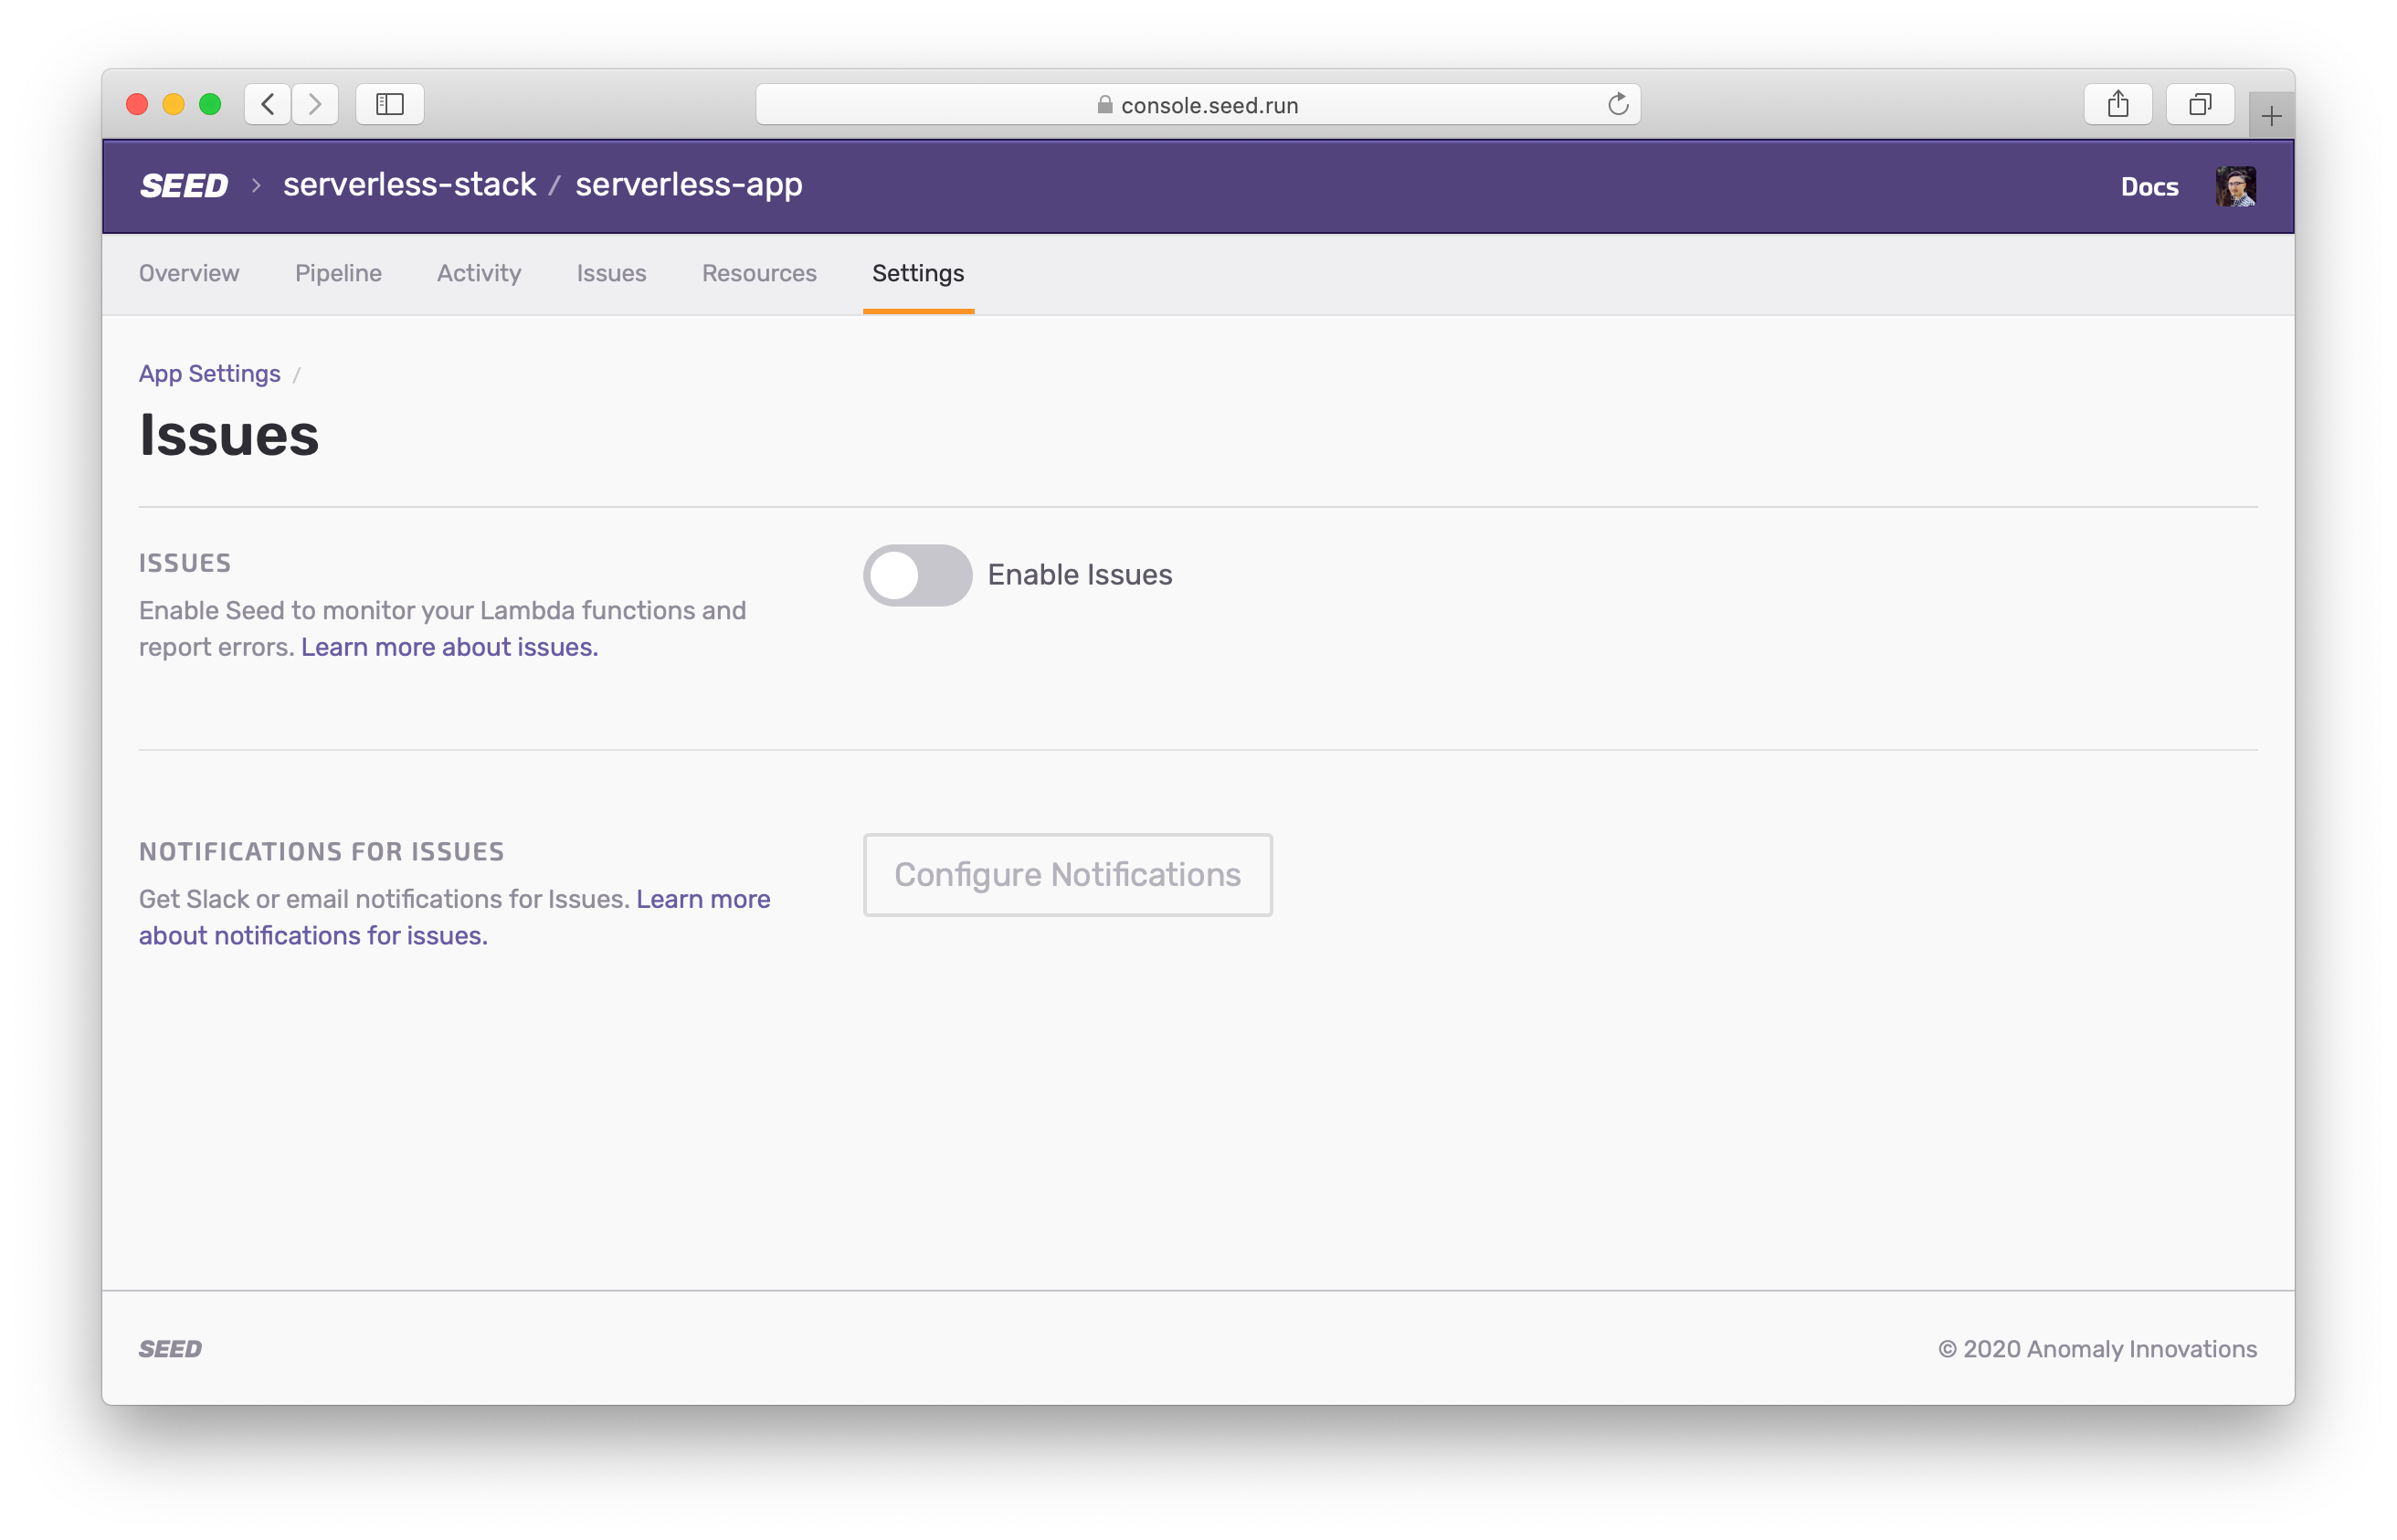 console.seed.run
SEED > serverless-stack / serverless-app
Docs
Overview Pipeline Activity Issues Resources Settings
App Settings /
Issues
ISSUES
Enable Seed to monitor your Lambda functions and
report errors. Learn more about issues.
Enable Issues
NOTIFICATIONS FOR ISSUES
Get Slack or email notifications for Issues. Learn more
about notifications for issues.
Configure Notifications
SEED
© 2020 Anomaly Innovations